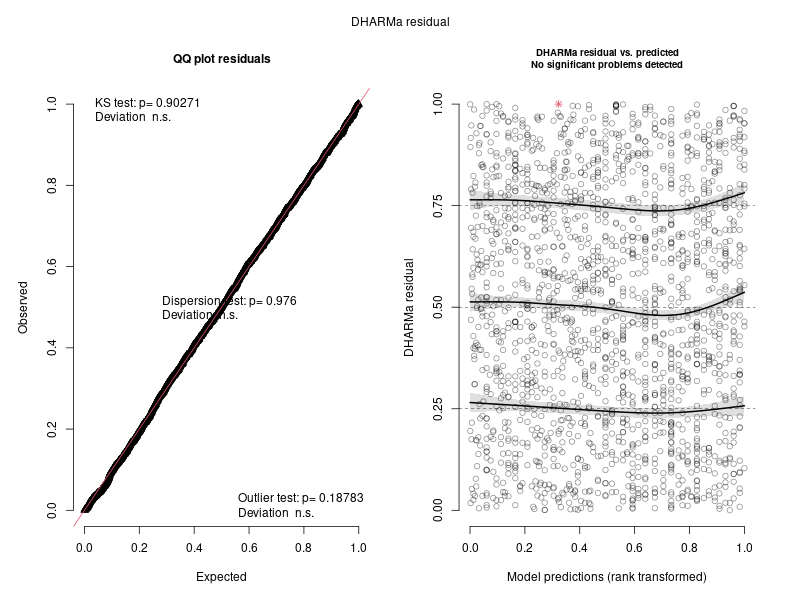 DHARMa residual
QQ plot residuals
KS test: p= 0.90271
Deviation n.s.
Dispersion test: p= 0.976
Deviation n.s.
Outlier test: p= 0.18783
Deviation n.s.
Observed
0.0 0.2 0.4 0.6 0.8 1.0
0.0 0.2 0.4 0.6 0.8 1.0
Expected
DHARMa residual vs. predicted
No significant problems detected
DHARMa residual
0.00 0.25 0.50 0.75 1.00
0.0 0.2 0.4 0.6 0.8 1.0
Model predictions (rank transformed)